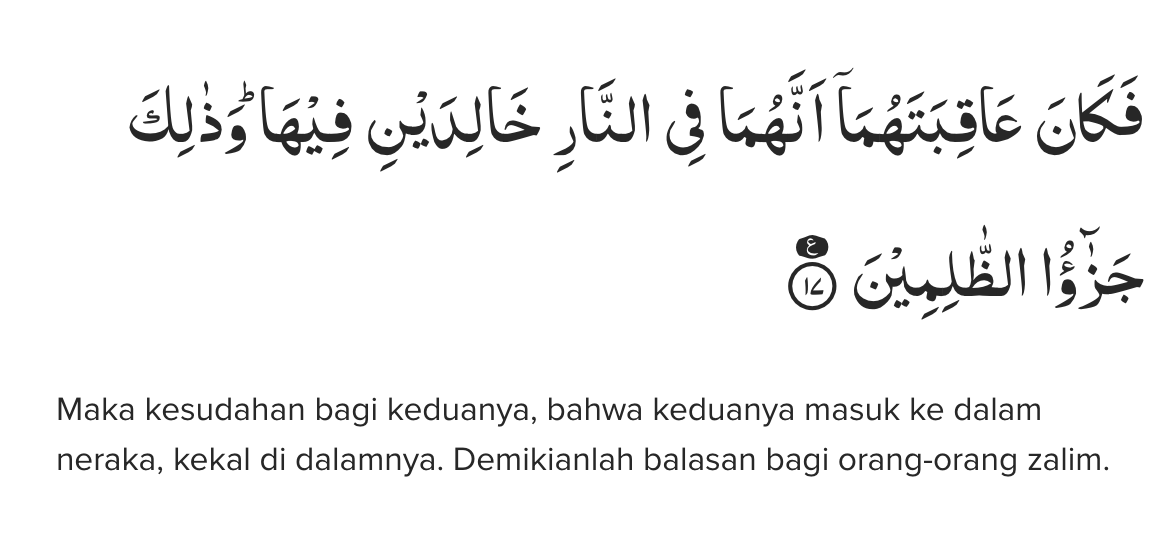 فَكَانَ عَاقِبَتَهُمَآ اَنَّهُمَا فِى النَّارِ خَالِدَيْنِ فِيْهَاۗ وَذٰلِكَ
جَزٰۤؤُا الظّٰلِمِيْنَ ࣖ ١٧
Maka kesudahan bagi keduanya, bahwa keduanya masuk ke dalam
neraka, kekal di dalamnya. Demikianlah balasan bagi orang-orang zalim.